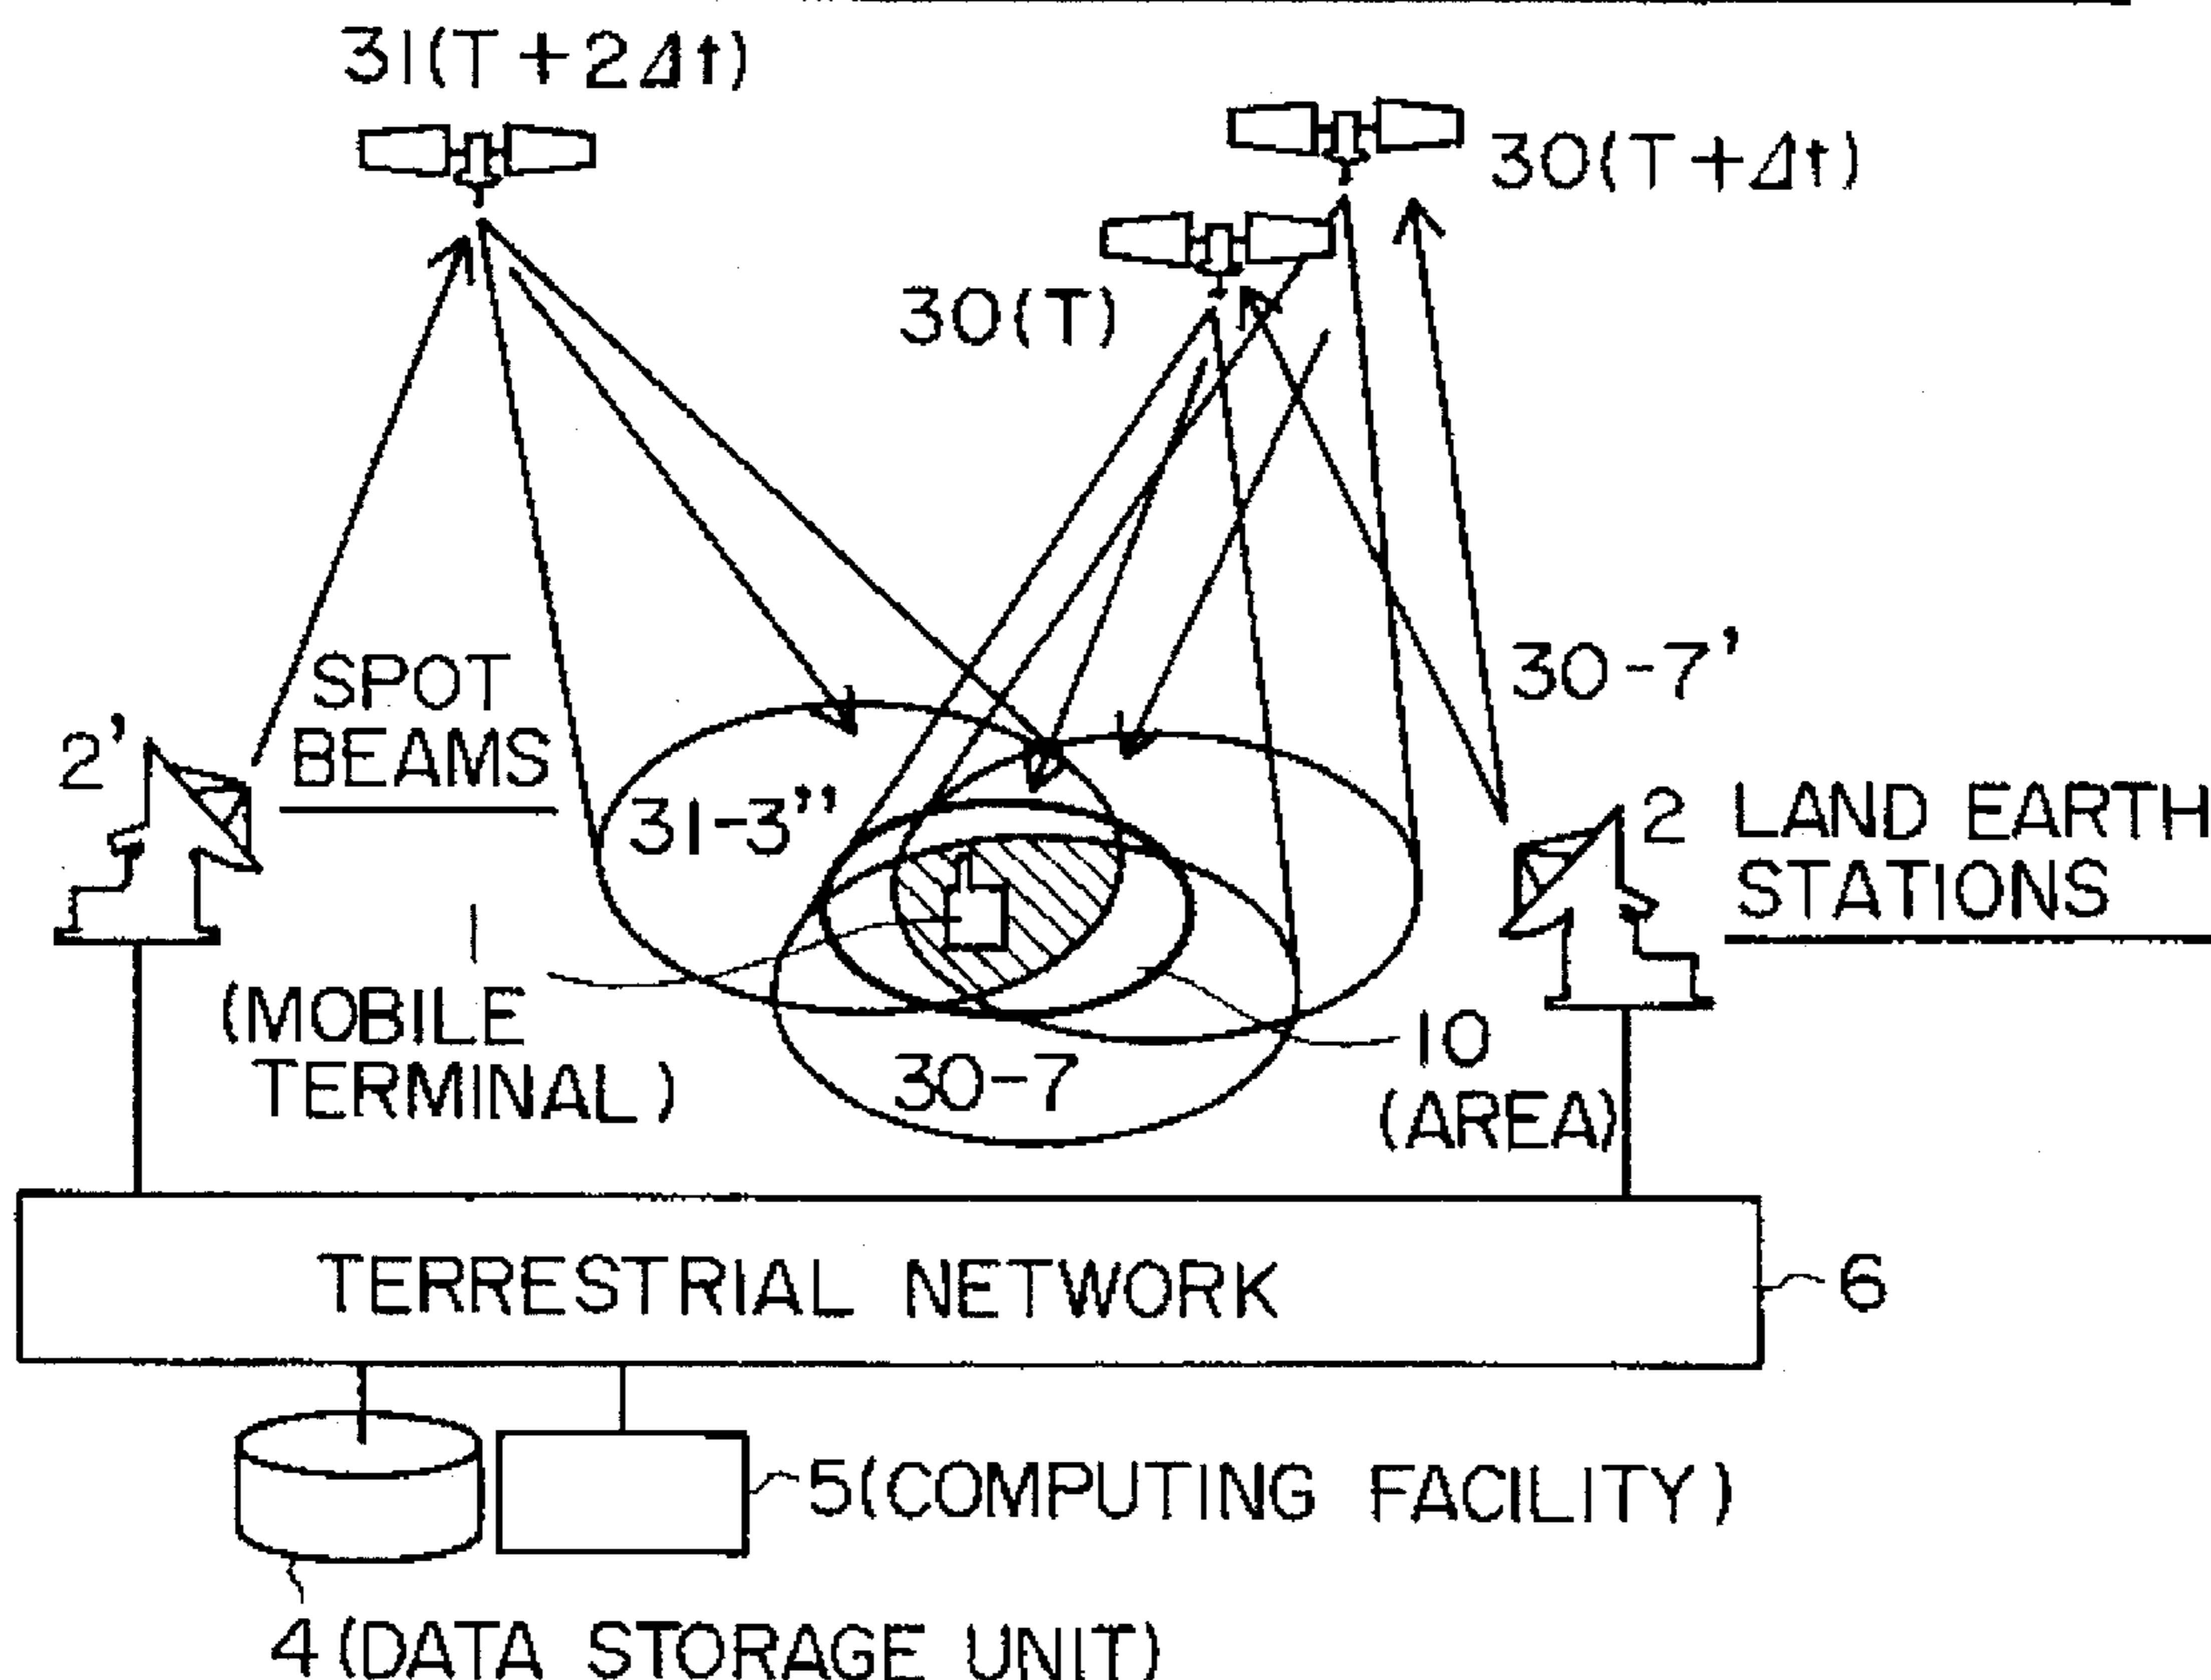 31(T+2Δt)
30(T+Δt)
30(T)
30-7'
SPOT
BEAMS
2'
31-3''
2
LAND EARTH
STATIONS
1
(MOBILE
TERMINAL)
30-7
10
(AREA)
TERRESTRIAL NETWORK
6
5(COMPUTING FACILITY)
4(DATA STORAGE UNIT)